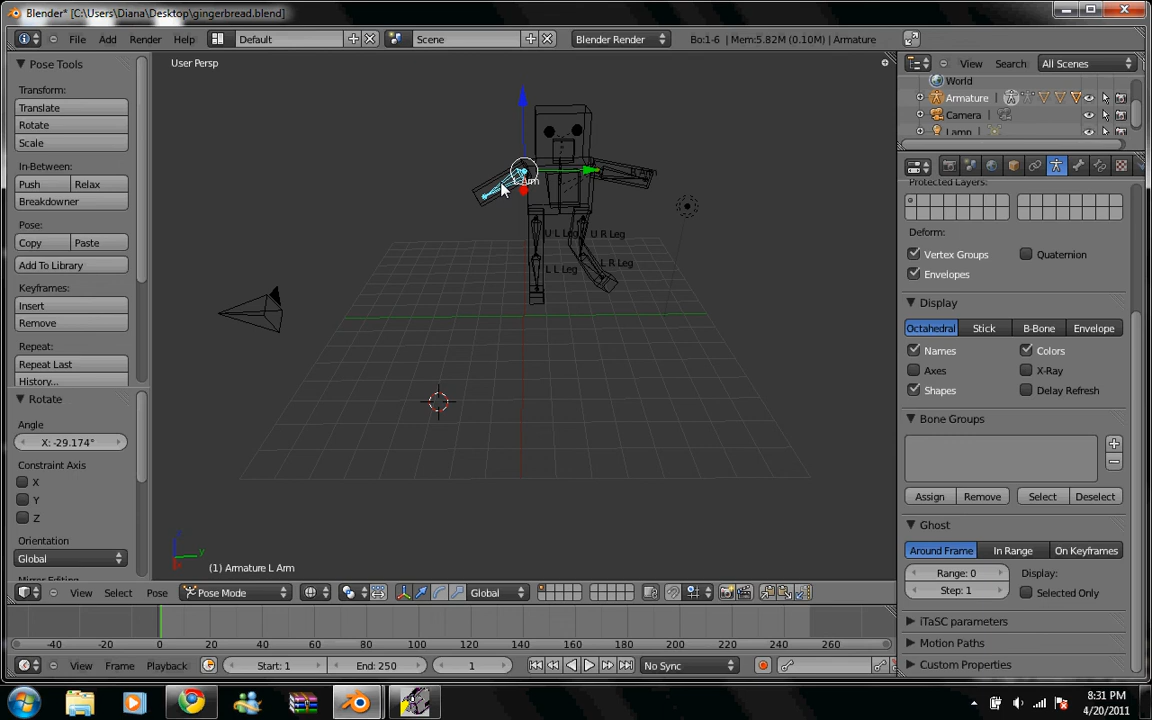 Blender* [C:\Users\Diana\Desktop\gingerbread.blend]
File Add Render Help Default Scene Blender Render Bo:1-6 | Mem:5.82M (0.10M) | Armature View Search: All Scenes
User Persp
Pose Tools
Transform:
Translate
Rotate
Scale
In-Between:
Push Relax
Breakdowner
Pose:
Copy Paste
Add To Library
Keyframes:
Insert
Remove
Repeat:
Repeat Last
History...
Rotate
Angle
X: -29.174°
Constraint Axis
X
Y
Z
Orientation
Global
L Arm
U L Leg U R Leg
L L Leg L R Leg
z
y
(1) Armature L Arm
View Select Pose Pose Mode Global
-40 -20 0 20 40 60 80 100 120 140 160 180 200 220 240 260
View Frame Playback Start: 1 End: 250 1 No Sync
World
Armature
Camera
Lamp
Protected Layers:
Deform:
Vertex Groups Quaternion
Envelopes
Display
Octahedral Stick B-Bone Envelope
Names Colors
Axes X-Ray
Shapes Delay Refresh
Bone Groups
Assign Remove Select Deselect
Ghost
Around Frame In Range On Keyframes
Range: 0 Display:
Step: 1 Selected Only
iTaSC parameters
Motion Paths
Custom Properties
8:31 PM
4/20/2011